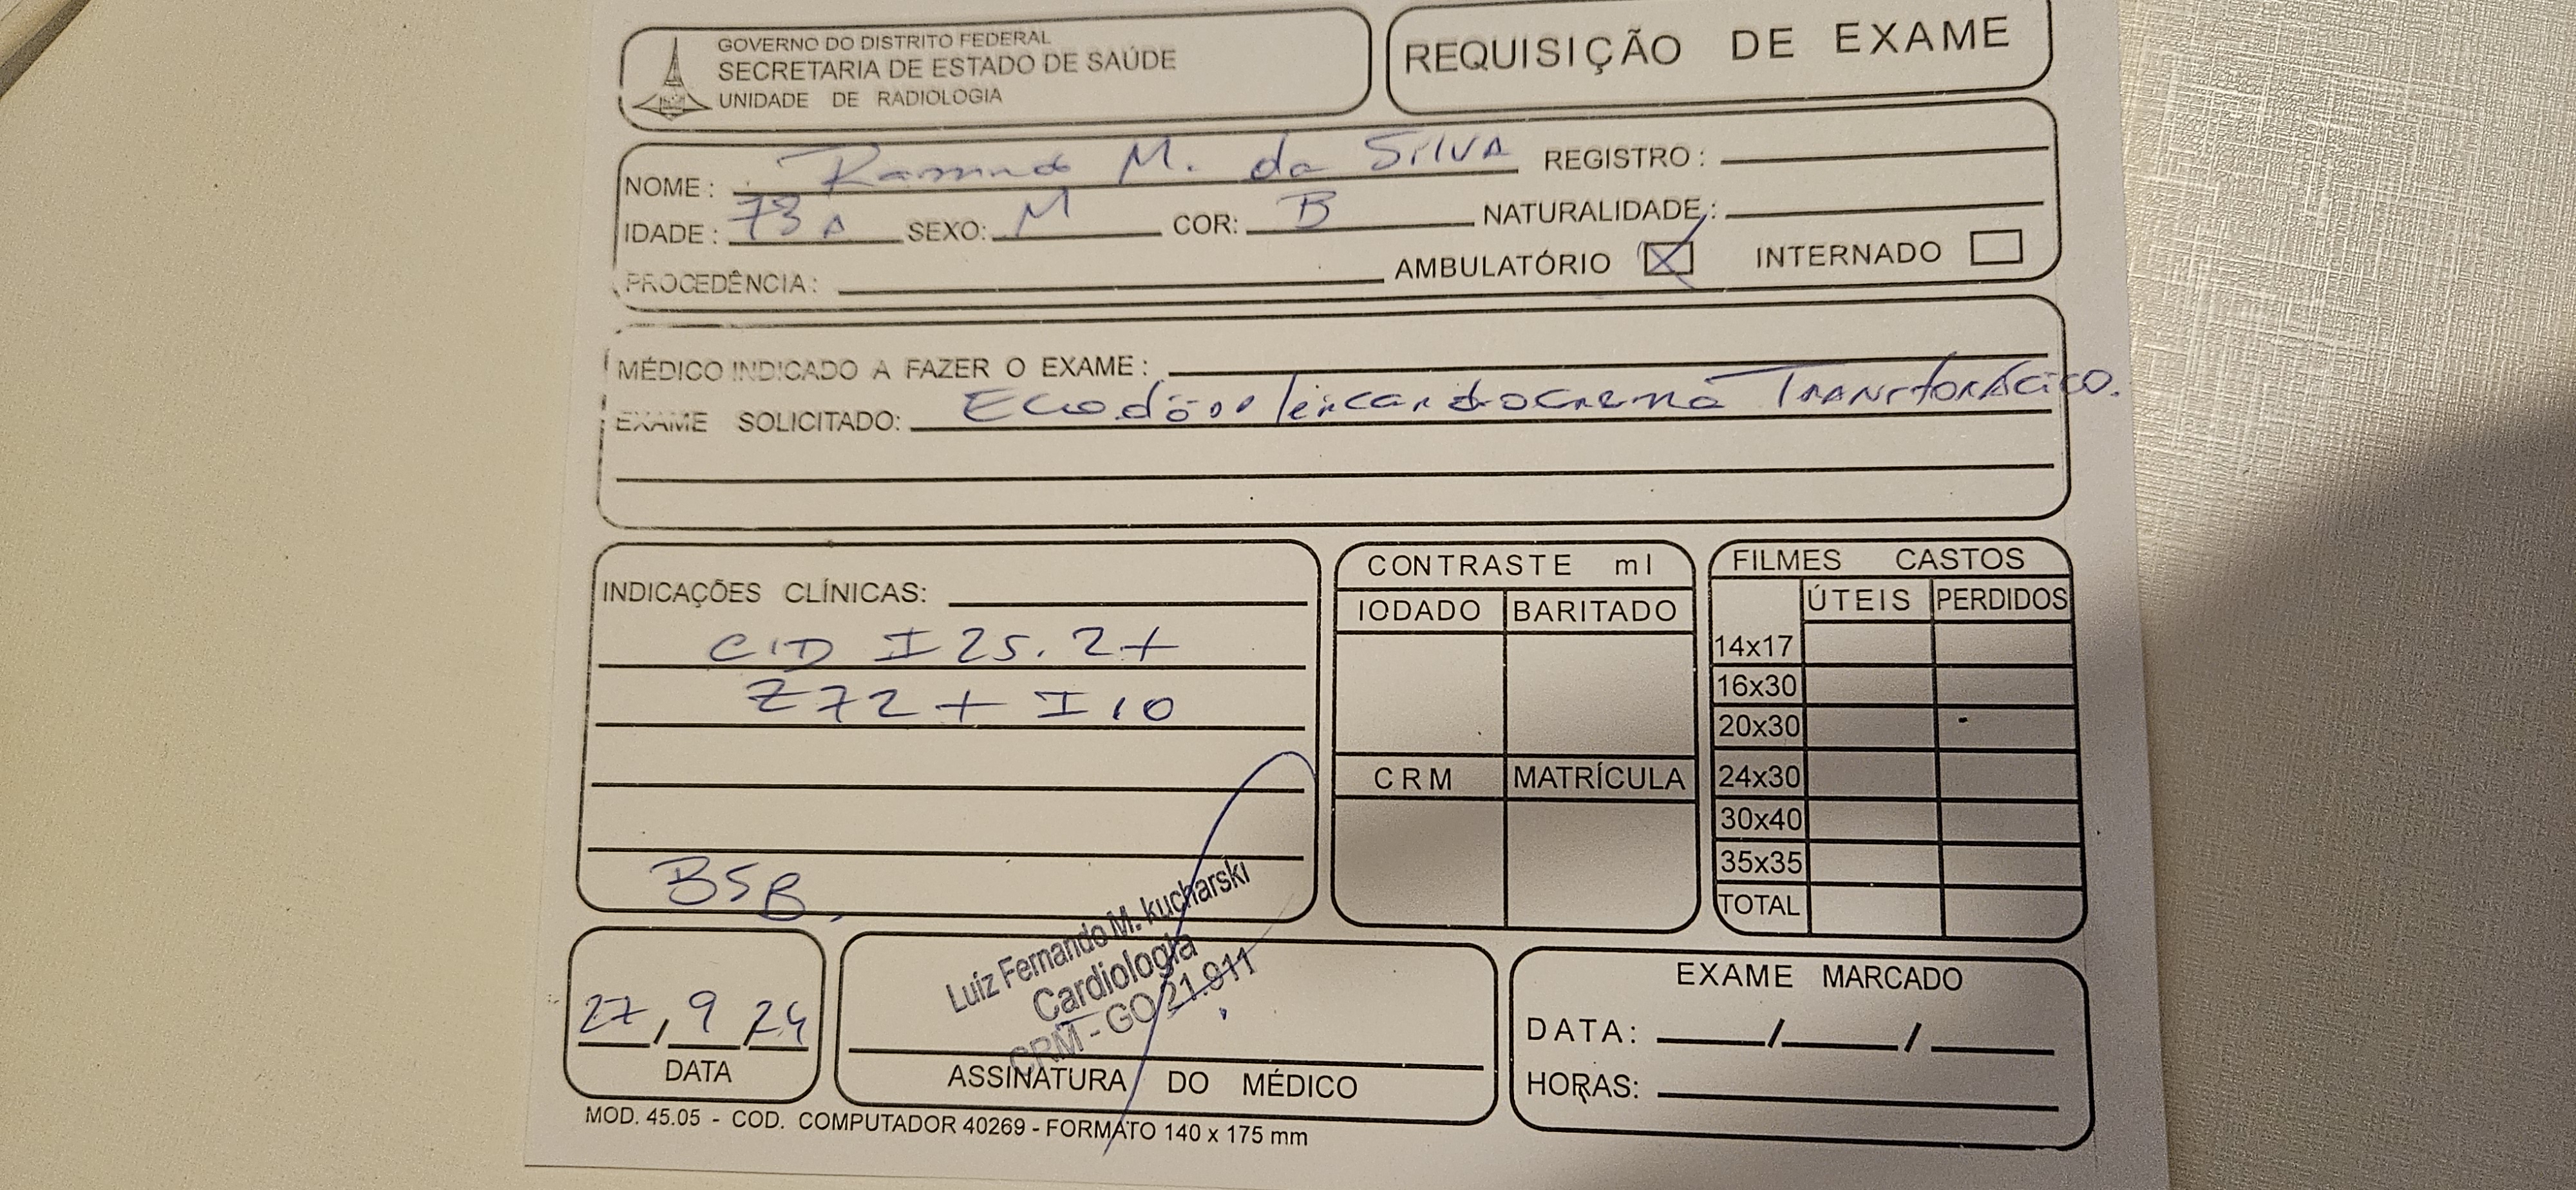 GOVERNO DO DISTRITO FEDERAL
SECRETARIA DE ESTADO DE SAÚDE
UNIDADE DE RADIOLOGIA
REQUISIÇÃO DE EXAME
NOME: M. da SilVA REGISTRO:
IDADE: 73 A SEXO: M COR: B NATURALIDADE:
PROCEDÊNCIA: AMBULATÓRIO X INTERNADO
MÉDICO INDICADO A FAZER O EXAME:
EXAME SOLICITADO: TRANStORÁCico.
INDICAÇÕES CLÍNICAS:
CID I25.2+
Z72 + I10
BSB,
CONTRASTE ml
IODADO BARITADO
CRM MATRÍCULA
FILMES CASTOS
ÚTEIS PERDIDOS
14x17
16x30
20x30
24x30
30x40
35x35
TOTAL
27, 9 24
DATA
Luíz Fernando M. kucharski
Cardiologia
CRM - GO 21.911
ASSINATURA DO MÉDICO
EXAME MARCADO
DATA: / /
HORAS:
MOD. 45.05 - COD. COMPUTADOR 40269 - FORMATO 140 x 175 mm